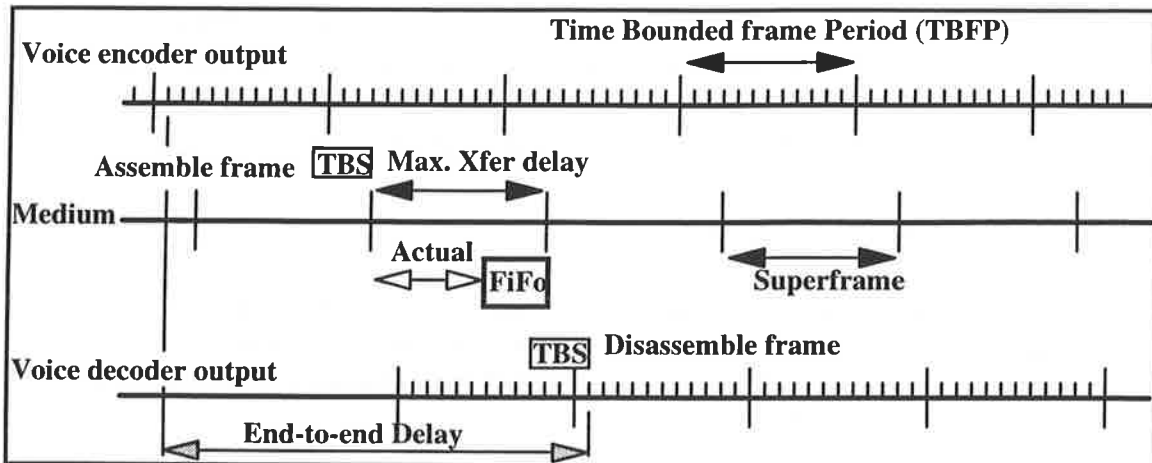 Time Bounded frame Period (TBFP)
Voice encoder output
Assemble frame TBS Max. Xfer delay
Medium
Actual
FiFo
Superframe
TBS Disassemble frame
Voice decoder output
End-to-end Delay